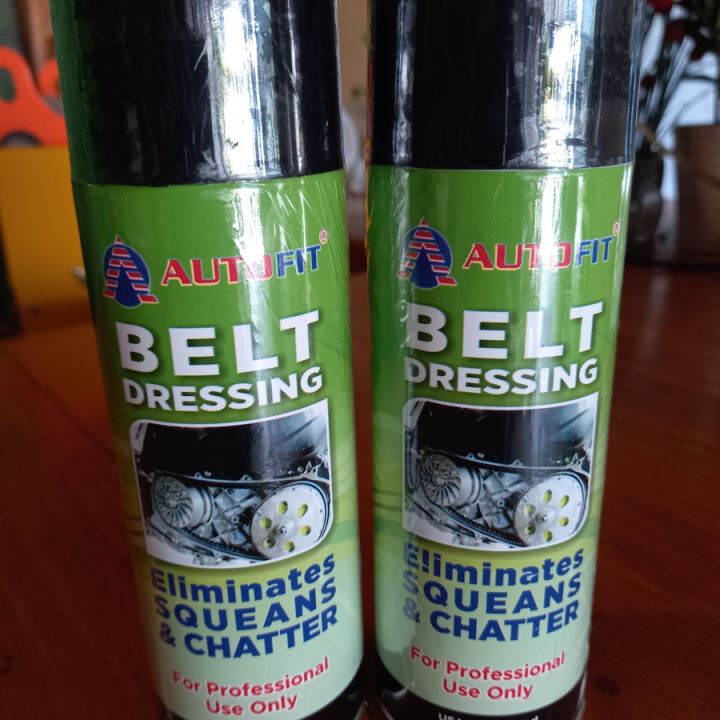 AUTOFIT®
BELT
DRESSING
Eliminates
SQUEANS
& CHATTER
For Professional
Use Only
AUTOFIT®
BELT
DRESSING
Eliminates
SQUEANS
& CHATTER
For Professional
Use Only